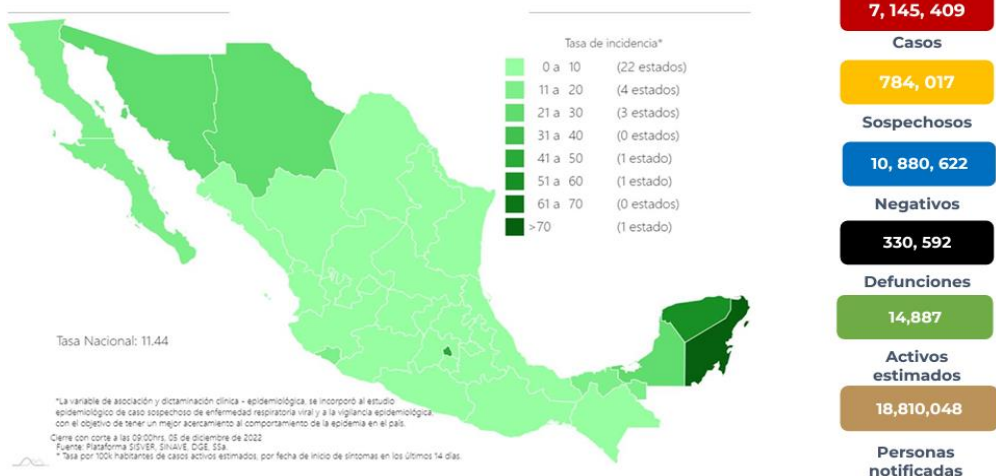 Tasa de incidencia*
0 a 10 (22 estados)
11 a 20 (4 estados)
21 a 30 (3 estados)
31 a 40 (0 estados)
41 a 50 (1 estado)
51 a 60 (1 estado)
61 a 70 (0 estados)
>70 (1 estado)
Tasa Nacional: 11.44
*La variable de asociación y dictaminación clínica - epidemiológica, se incorporó al estudio
epidemiológico de caso sospechoso de enfermedad respiratoria viral y a la vigilancia epidemiológica,
con el objetivo de tener un mejor acercamiento al comportamiento de la epidemia en el país.
Cierre con corte a las 09:00hrs, 05 de diciembre de 2022
Fuente: Plataforma SISVER, SINAVE, DGE, SSa.
* Tasa por 100k habitantes de casos activos estimados, por fecha de inicio de síntomas en los últimos 14 días.
7, 145, 409
Casos
784, 017
Sospechosos
10, 880, 622
Negativos
330, 592
Defunciones
14,887
Activos
estimados
18,810,048
Personas
notificadas